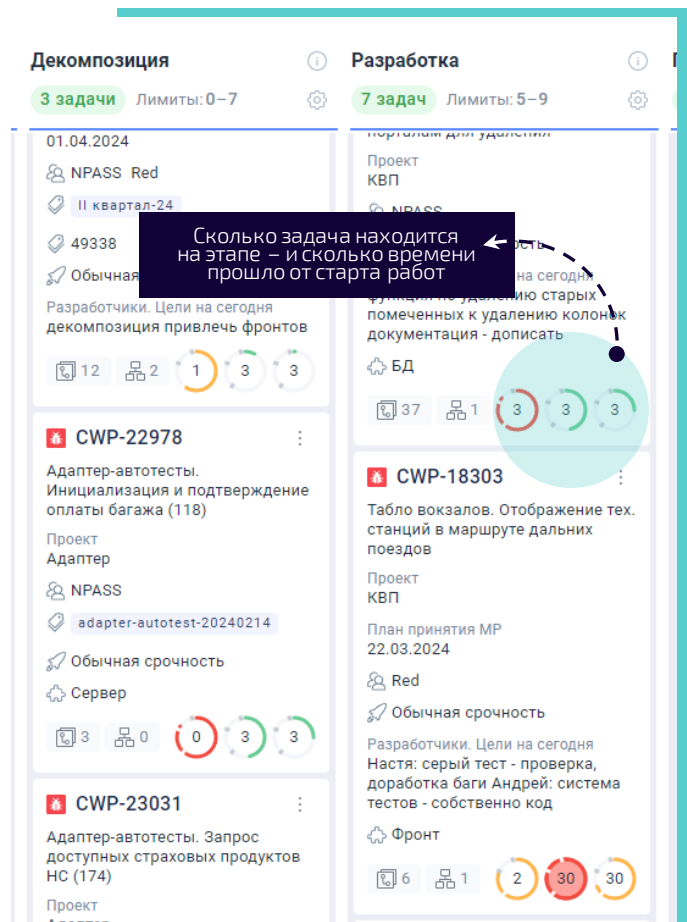 Декомпозиция
3 задачи Лимиты: 0–7
01.04.2024
NPASS Red
II квартал-24
49338
Обычная
Разработчики. Цели на сегодня
декомпозиция привлечь фронтов
12 2 1 3 3
CWP-22978
Адаптер-автотесты.
Инициализация и подтверждение
оплаты багажа (118)
Проект
Адаптер
NPASS
adapter-autotest-20240214
Обычная срочность
Сервер
3 0 0 3 3
CWP-23031
Адаптер-автотесты. Запрос
доступных страховых продуктов
НС (174)
Проект
Разработка
7 задач Лимиты: 5–9
порталам для удаления
Проект
КВП
NPASS
Сколько задача находится
на этапе – и сколько времени
прошло от старта работ
на сегодня
функция по удалению старых
помеченных к удалению колонок
документация - дописать
БД
37 1 3 3 3
CWP-18303
Табло вокзалов. Отображение тех.
станций в маршруте дальних
поездов
Проект
КВП
План принятия МР
22.03.2024
Red
Обычная срочность
Разработчики. Цели на сегодня
Настя: серый тест - проверка,
доработка баги Андрей: система
тестов - собственно код
Фронт
6 1 2 30 30